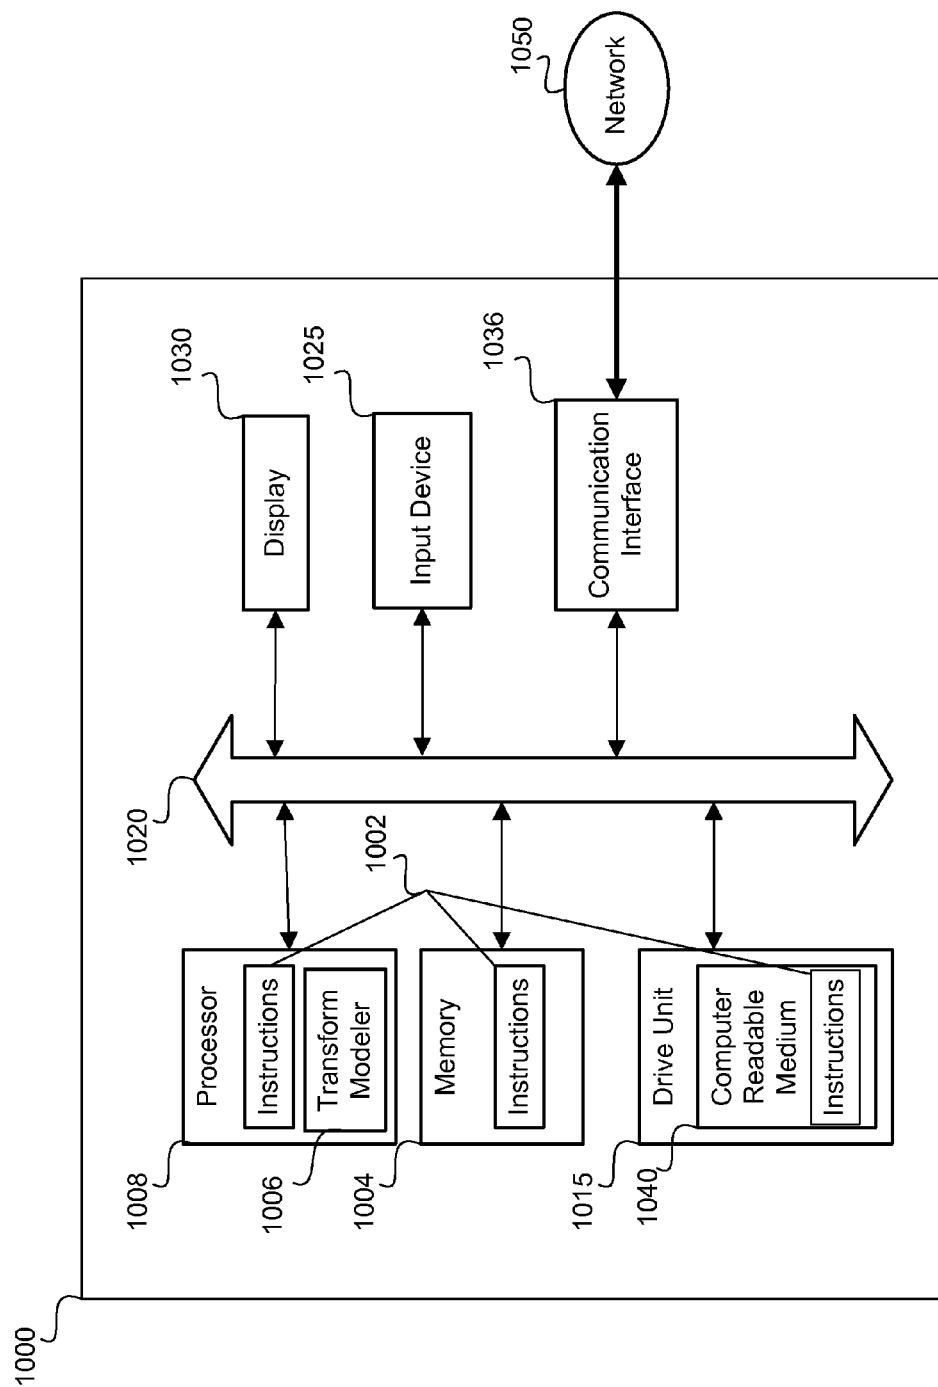 1000
1008
Processor
Instructions
1006
Transform
Modeler
1004
Memory
Instructions
1015
Drive Unit
1040
Computer
Readable
Medium
Instructions
1002
1020
1030
Display
1025
Input Device
1036
Communication
Interface
1050
Network